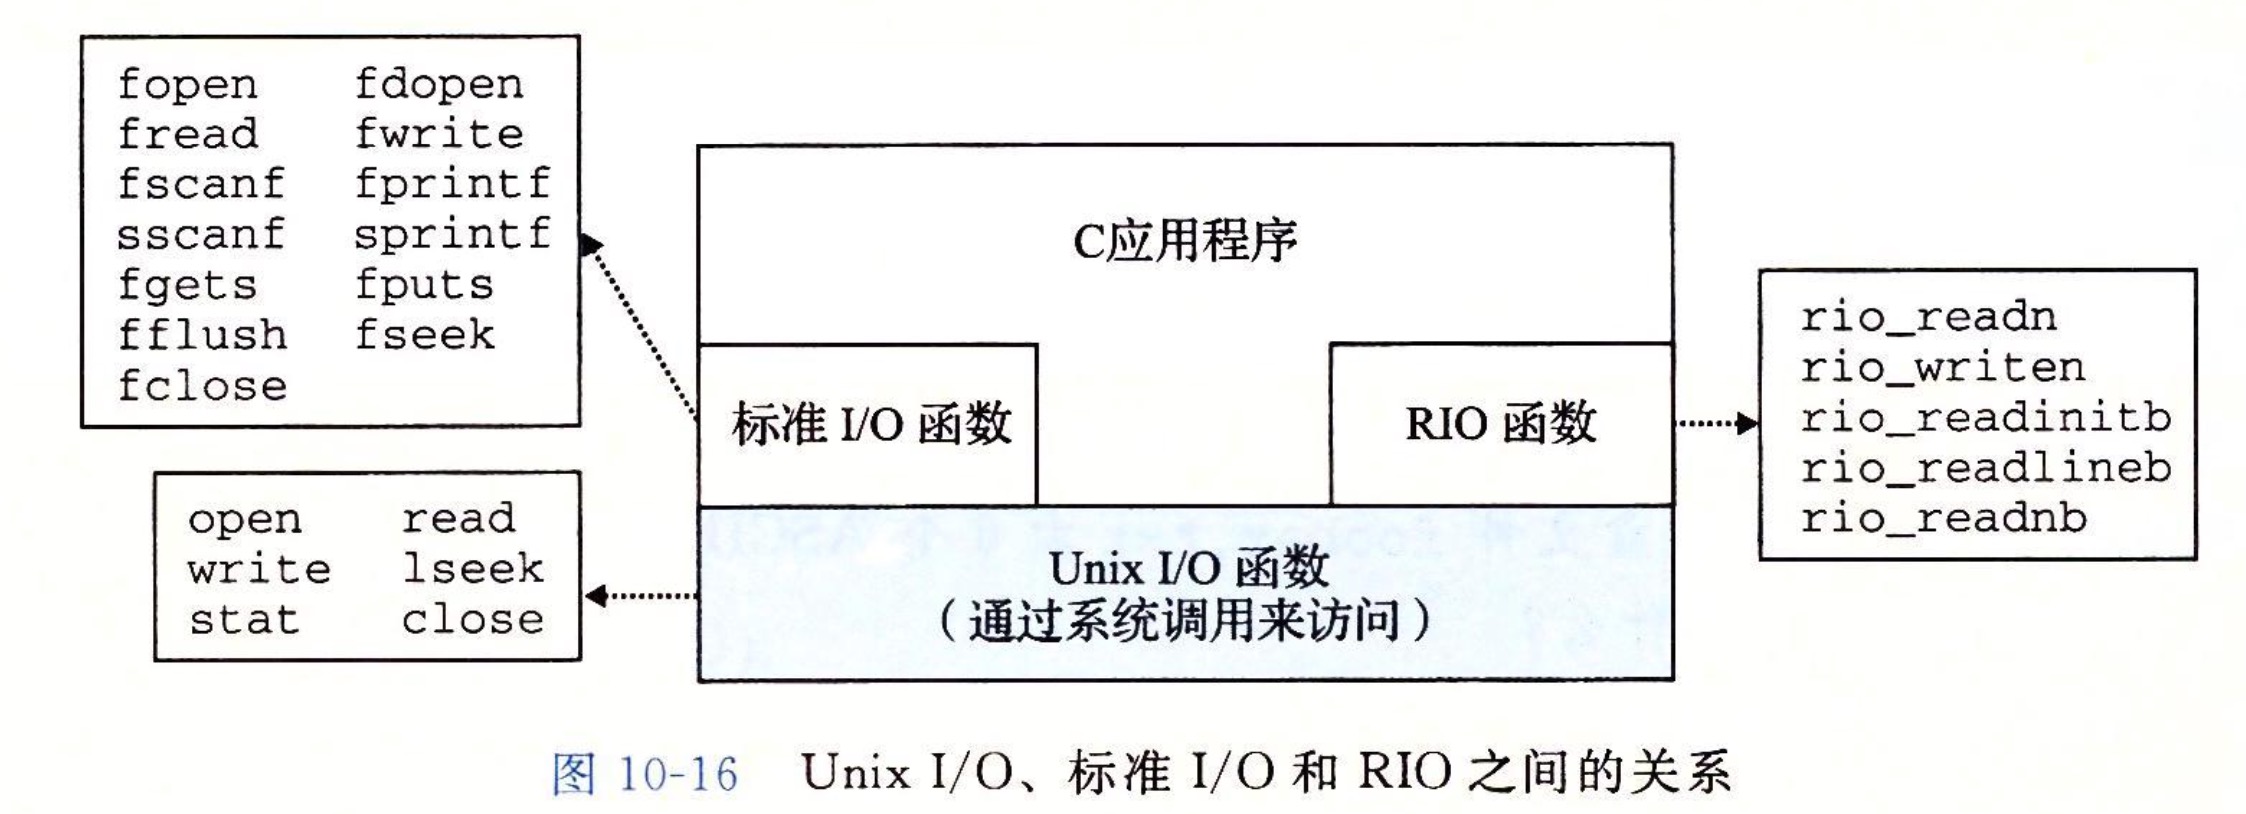 fopen fdopen
fread fwrite
fscanf fprintf
sscanf sprintf
fgets fputs
fflush fseek
fclose
open read
write lseek
stat close
C应用程序
标准 I/O 函数
RIO 函数
Unix I/O 函数
（通过系统调用来访问）
rio_readn
rio_writen
rio_readinitb
rio_readlineb
rio_readnb
图 10-16 Unix I/O、标准 I/O 和 RIO 之间的关系